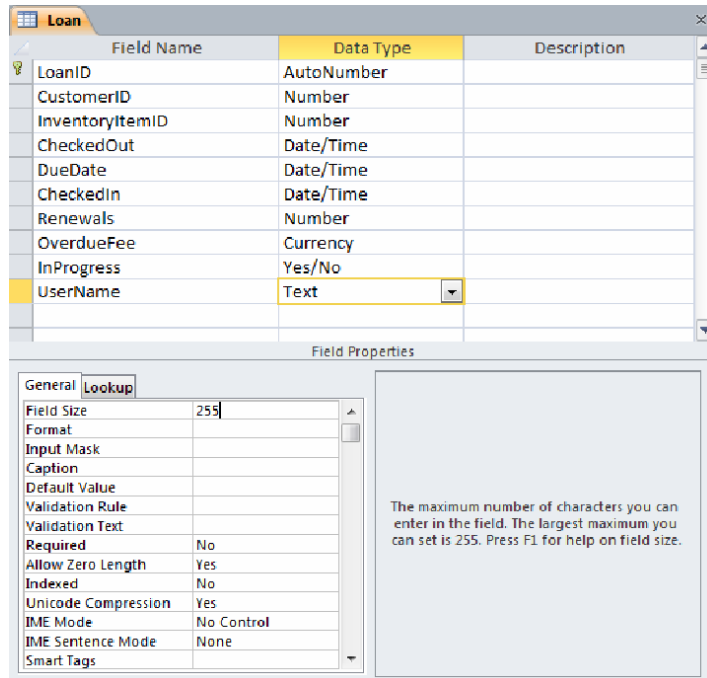 Loan
Field Name Data Type Description
LoanID AutoNumber
CustomerID Number
InventoryItemID Number
CheckedOut Date/Time
DueDate Date/Time
CheckedIn Date/Time
Renewals Number
OverdueFee Currency
InProgress Yes/No
UserName Text
Field Properties
General Lookup
Field Size 255
Format
Input Mask
Caption
Default Value
Validation Rule
Validation Text
Required No
Allow Zero Length Yes
Indexed No
Unicode Compression Yes
IME Mode No Control
IME Sentence Mode None
Smart Tags
The maximum number of characters you can
enter in the field. The largest maximum you
can set is 255. Press F1 for help on field size.